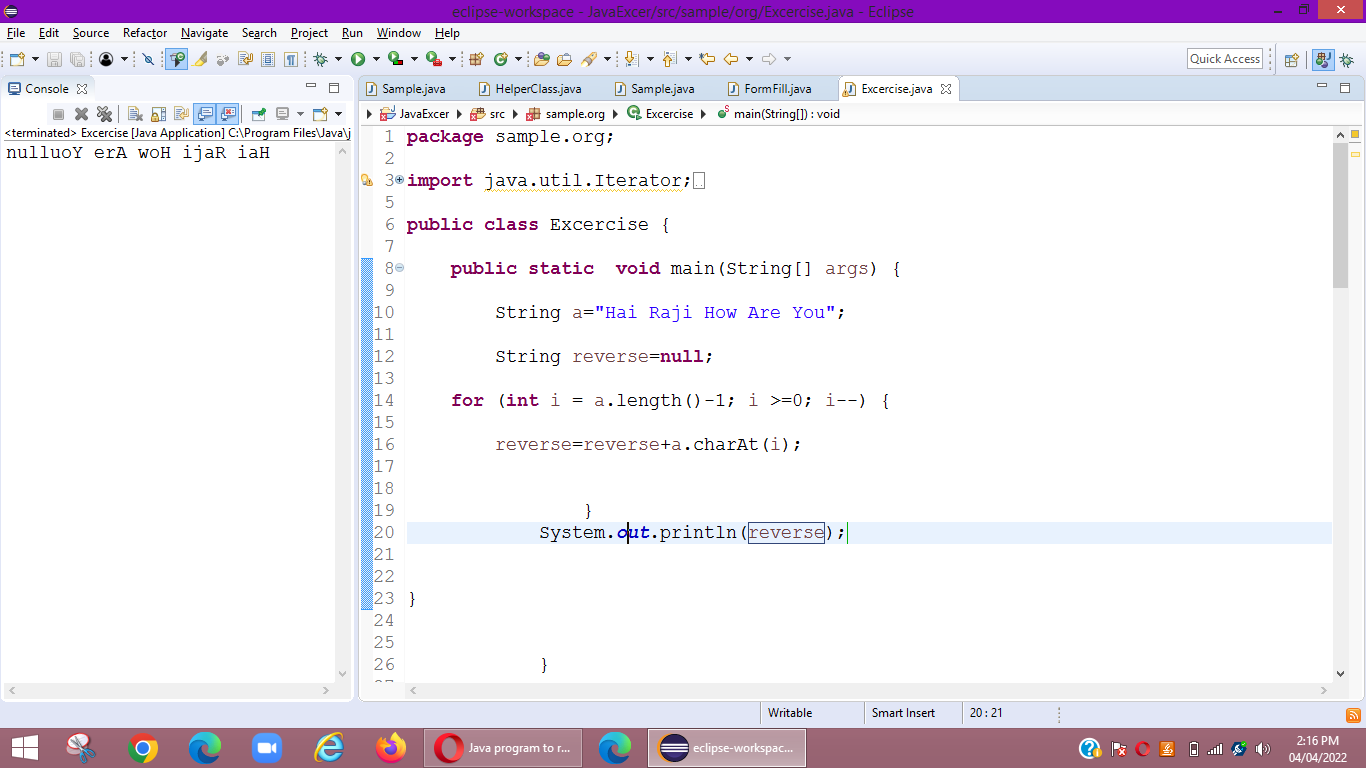 eclipse-workspace - JavaExcer/src/sample/org/Excercise.java - Eclipse
File Edit Source Refactor Navigate Search Project Run Window Help
Quick Access
Console
<terminated> Excercise [Java Application] C:\Program Files\Java\j
nulluoY erA woH ijaR iaH
Sample.java HelperClass.java Sample.java FormFill.java Excercise.java
JavaExcer src sample.org Excercise main(String[]) : void
1 package sample.org;
2
3 import java.util.Iterator;
5
6 public class Excercise {
7
8 public static  void main(String[] args) {
9
10 String a="Hai Raji How Are You";
11
12 String reverse=null;
13
14 for (int i = a.length()-1; i >=0; i--) {
15
16 reverse=reverse+a.charAt(i);
17
18
19 }
20 System.out.println(reverse);
21
22
23 }
24
25
26 }
Writable Smart Insert 20 : 21
Java program to r...
eclipse-workspac...
2:16 PM
04/04/2022